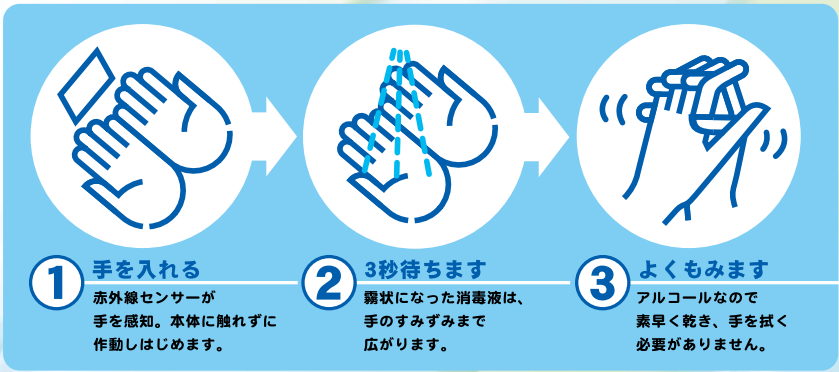 1 手を入れる
赤外線センサーが
手を感知。本体に触れずに
作動しはじめます。
2 3秒待ちます
霧状になった消毒液は、
手のすみずみまで
広がります。
3 よくもみます
アルコールなので
素早く乾き、手を拭く
必要がありません。